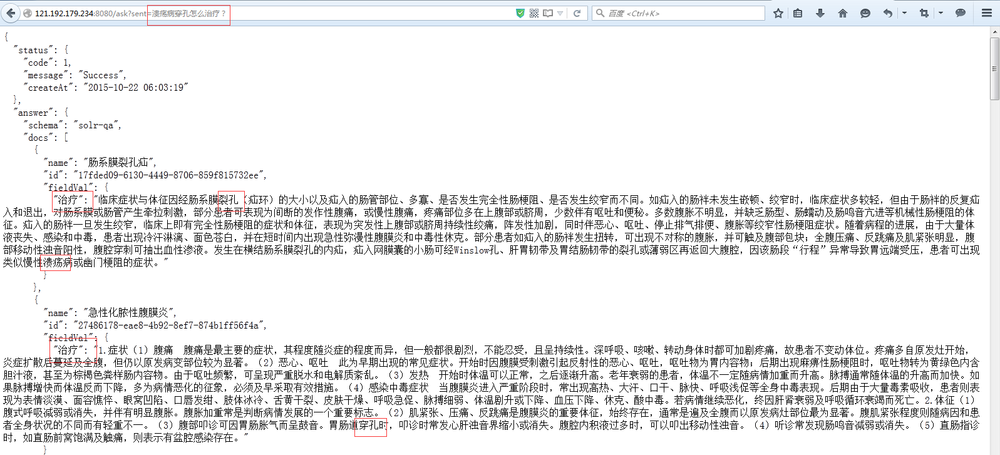 121.192.179.234:8080/ask?sent=溃疡病穿孔怎么治疗？
百度 <Ctrl+K>
{
"status": {
"code": 1,
"message": "Success",
"createAt": "2015-10-22 06:03:19"
},
"answer": {
"schema": "solr-qa",
"docs": [
{
"name": "肠系膜裂孔疝",
"id": "17fded09-6130-4449-8706-859f815732ee",
"fieldVal": {
"治疗": "临床症状与体征因经肠系膜裂孔（疝环）的大小以及疝入的肠管部位、多寡、是否发生完全性肠梗阻、是否发生绞窄而不同。如疝入的肠袢未发生嵌顿、绞窄时，临床症状多较轻，但由于肠袢的反复疝
入和退出，对肠系膜或肠管产生牵拉刺激，部分患者可表现为间断的发作性腹痛，或慢性腹痛，疼痛部位多在上腹部或脐周，少数伴有呕吐和便秘。多数腹胀不明显，并缺乏肠型、肠蠕动及肠鸣音亢进等机械性肠梗阻的体
征。疝入的肠袢一旦发生绞窄，临床上即有完全性肠梗阻的症状和体征，表现为突发性上腹部或脐周持续性绞痛，阵发性加剧，同时伴恶心、呕吐、停止排气排便、腹胀等绞窄性肠梗阻症状。随着病程的进展，由于大量体
液丧失、感染和中毒，患者出现冷汗淋漓、面色苍白，并在短时间内出现急性弥漫性腹膜炎和中毒性休克。部分患者如疝入的肠袢发生扭转，可出现不对称的腹胀，并可触及腹部包块；全腹压痛、反跳痛及肌紧张明显，腹
部移动性浊音阳性，腹腔穿刺可抽出血性渗液。发生在横结肠系膜裂孔的内疝，疝入网膜囊的小肠可经Winslow孔、肝胃韧带及胃结肠韧带的裂孔或薄弱区再返回大腹腔，因该肠段“行程”异常导致胃远端受压，患者可出现
类似慢性溃疡病或幽门梗阻的症状。"
}
},
{
"name": "急性化脓性腹膜炎",
"id": "27486178-eae8-4b92-8ef7-874b1ff56f4a",
"fieldVal": {
"治疗": "1.症状（1）腹痛　腹痛是最主要的症状，其程度随炎症的程度而异，但一般都很剧烈，不能忍受，且呈持续性。深呼吸、咳嗽、转动身体时都可加剧疼痛，故患者不变动体位。疼痛多自原发灶开始，
炎症扩散后蔓延及全腹，但仍以原发病变部位较为显著。（2）恶心、呕吐　此为早期出现的常见症状。开始时因腹膜受刺激引起反射性的恶心、呕吐，呕吐物为胃内容物；后期出现麻痹性肠梗阻时，呕吐物转为黄绿色内含
胆汁液，甚至为棕褐色粪样肠内容物。由于呕吐频繁，可呈现严重脱水和电解质紊乱。（3）发热　开始时体温可以正常，之后逐渐升高。老年衰弱的患者，体温不一定随病情加重而升高。脉搏通常随体温的升高而加快。如
果脉搏增快而体温反而下降，多为病情恶化的征象，必须及早采取有效措施。（4）感染中毒症状　当腹膜炎进入严重阶段时，常出现高热、大汗、口干、脉快、呼吸浅促等全身中毒表现。后期由于大量毒素吸收，患者则表
现为表情淡漠、面容憔悴、眼窝凹陷、口唇发绀、肢体冰冷、舌黄干裂、皮肤干燥、呼吸急促、脉搏细弱、体温剧升或下降、血压下降、休克、酸中毒。若病情继续恶化，终因肝肾衰弱及呼吸循环衰竭而死亡。2.体征（1）
腹式呼吸减弱或消失，并伴有明显腹胀。腹胀加重常是判断病情发展的一个重要标志。（2）肌紧张、压痛、反跳痛是腹膜炎的重要体征，始终存在，通常是遍及全腹而以原发病灶部位最为显著。腹肌紧张程度则随病因和患
者全身状况的不同而有轻重不一。（3）腹部叩诊可因胃肠胀气而呈鼓音。胃肠道穿孔时，叩诊时常发心肝浊音界缩小或消失。腹腔内积液过多时，可以叩出移动性浊音。（4）听诊常发现肠鸣音减弱或消失。（5）直肠指诊
时，如直肠前窝饱满及触痛，则表示有盆腔感染存在。"
}